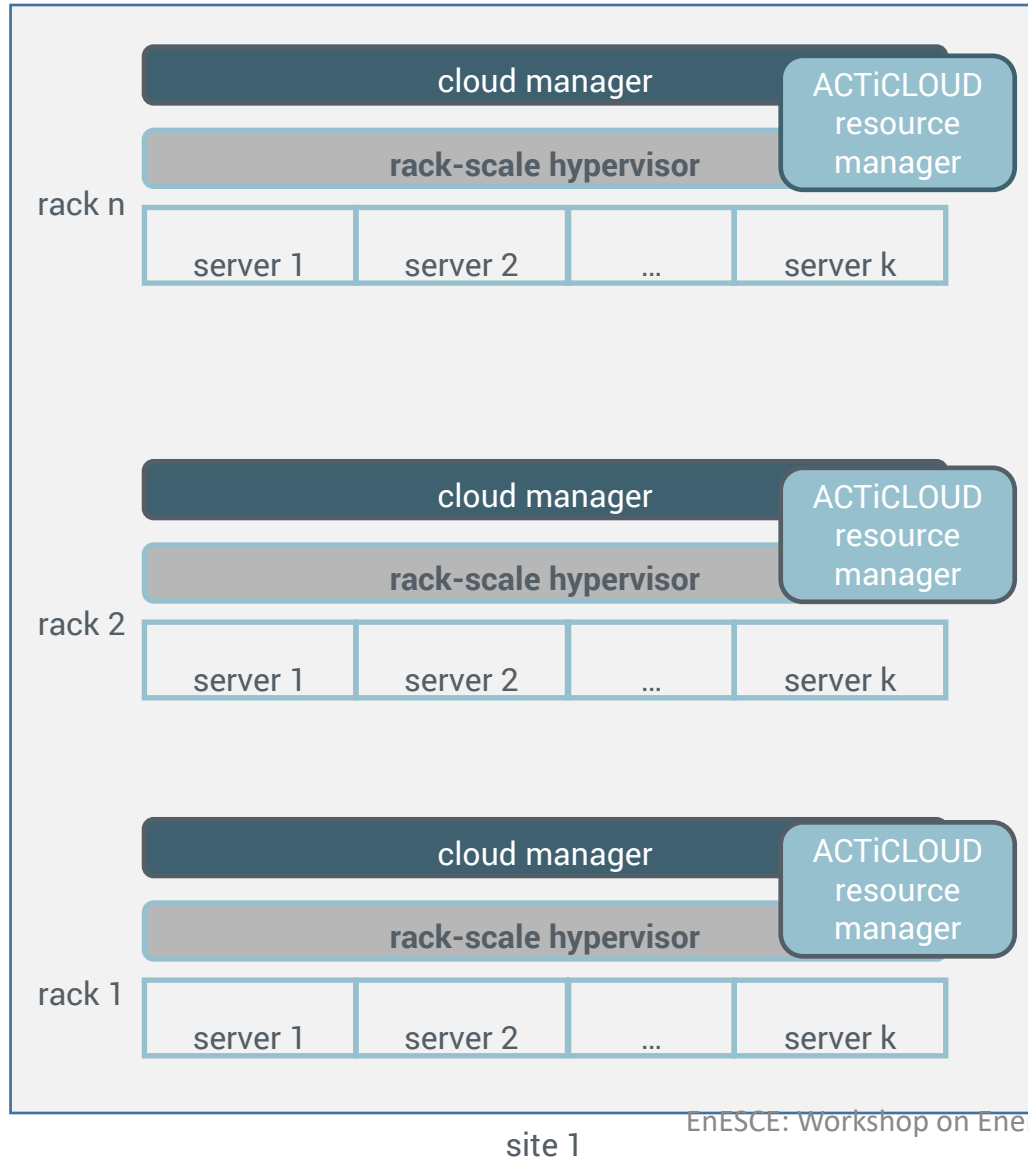 cloud manager
ACTiCLOUD
resource
manager
rack-scale hypervisor
rack n
server 1 server 2 ... server k
cloud manager
ACTiCLOUD
resource
manager
rack-scale hypervisor
rack 2
server 1 server 2 ... server k
cloud manager
ACTiCLOUD
resource
manager
rack-scale hypervisor
rack 1
server 1 server 2 ... server k
EnESCE: Workshop on
site 1